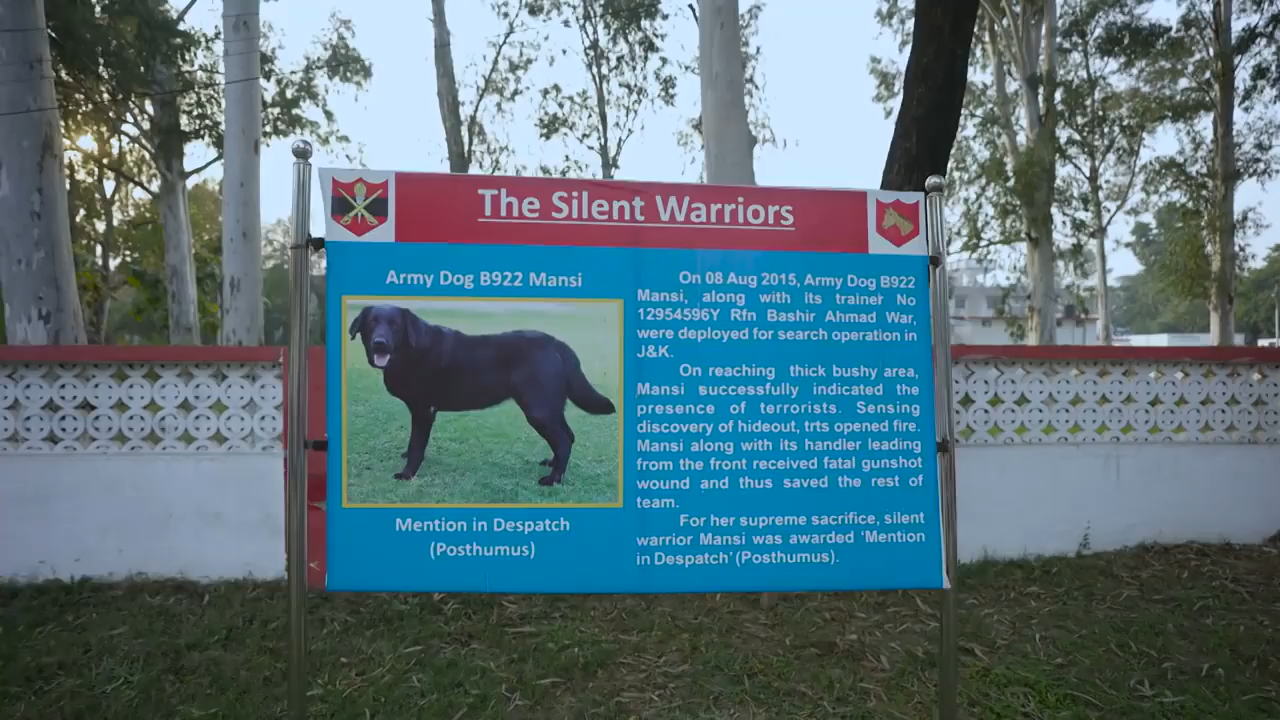 The Silent Warriors
Army Dog B922 Mansi
Mention in Despatch
(Posthumus)
On 08 Aug 2015, Army Dog B922
Mansi, along with its trainer No
12954596Y Rfn Bashir Ahmad War,
were deployed for search operation in
J&K.
On reaching thick bushy area,
Mansi successfully indicated the
presence of terrorists. Sensing
discovery of hideout, trts opened fire.
Mansi along with its handler leading
from the front received fatal gunshot
wound and thus saved the rest of
team.
For her supreme sacrifice, silent
warrior Mansi was awarded ‘Mention
in Despatch’ (Posthumus).